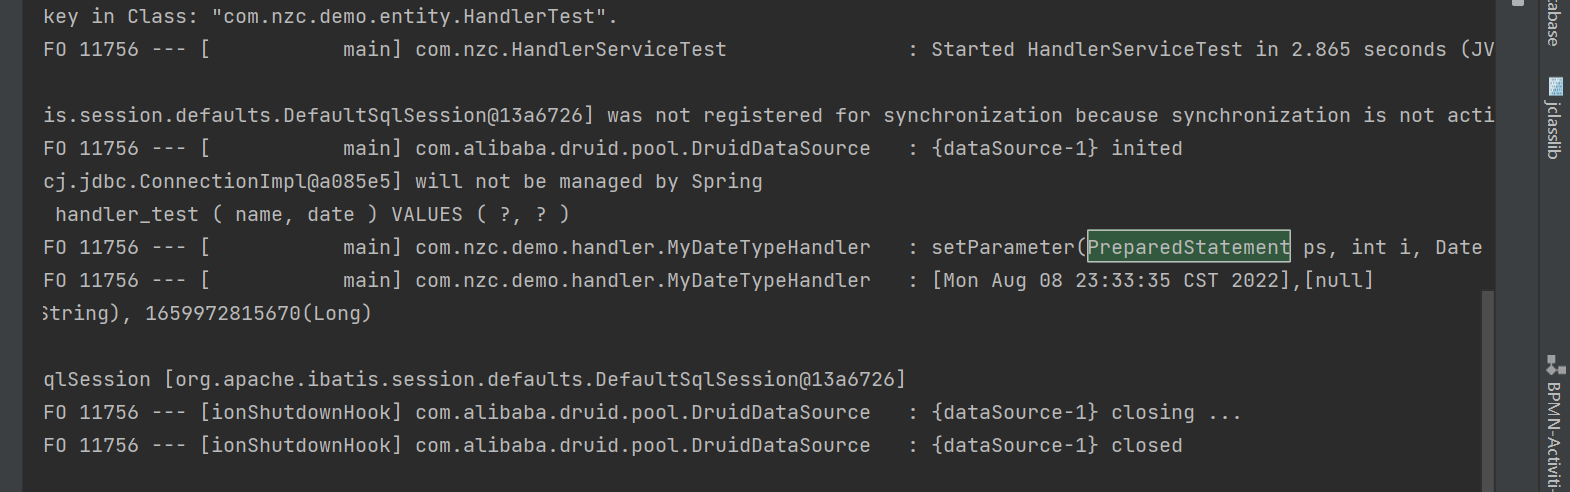 key in Class: "com.nzc.demo.entity.HandlerTest".
FO 11756 --- [           main] com.nzc.HandlerServiceTest               : Started HandlerServiceTest in 2.865 seconds (JV
is.session.defaults.DefaultSqlSession@13a6726] was not registered for synchronization because synchronization is not acti
FO 11756 --- [           main] com.alibaba.druid.pool.DruidDataSource   : {dataSource-1} inited
cj.jdbc.ConnectionImpl@a085e5] will not be managed by Spring
handler_test ( name, date ) VALUES ( ?, ? )
FO 11756 --- [           main] com.nzc.demo.handler.MyDateTypeHandler   : setParameter(PreparedStatement ps, int i, Date
FO 11756 --- [           main] com.nzc.demo.handler.MyDateTypeHandler   : [Mon Aug 08 23:33:35 CST 2022],[null]
String), 1659972815670(Long)
qlSession [org.apache.ibatis.session.defaults.DefaultSqlSession@13a6726]
FO 11756 --- [ionShutdownHook] com.alibaba.druid.pool.DruidDataSource   : {dataSource-1} closing ...
FO 11756 --- [ionShutdownHook] com.alibaba.druid.pool.DruidDataSource   : {dataSource-1} closed
tabase
jclasslib
BPMN-Activiti-